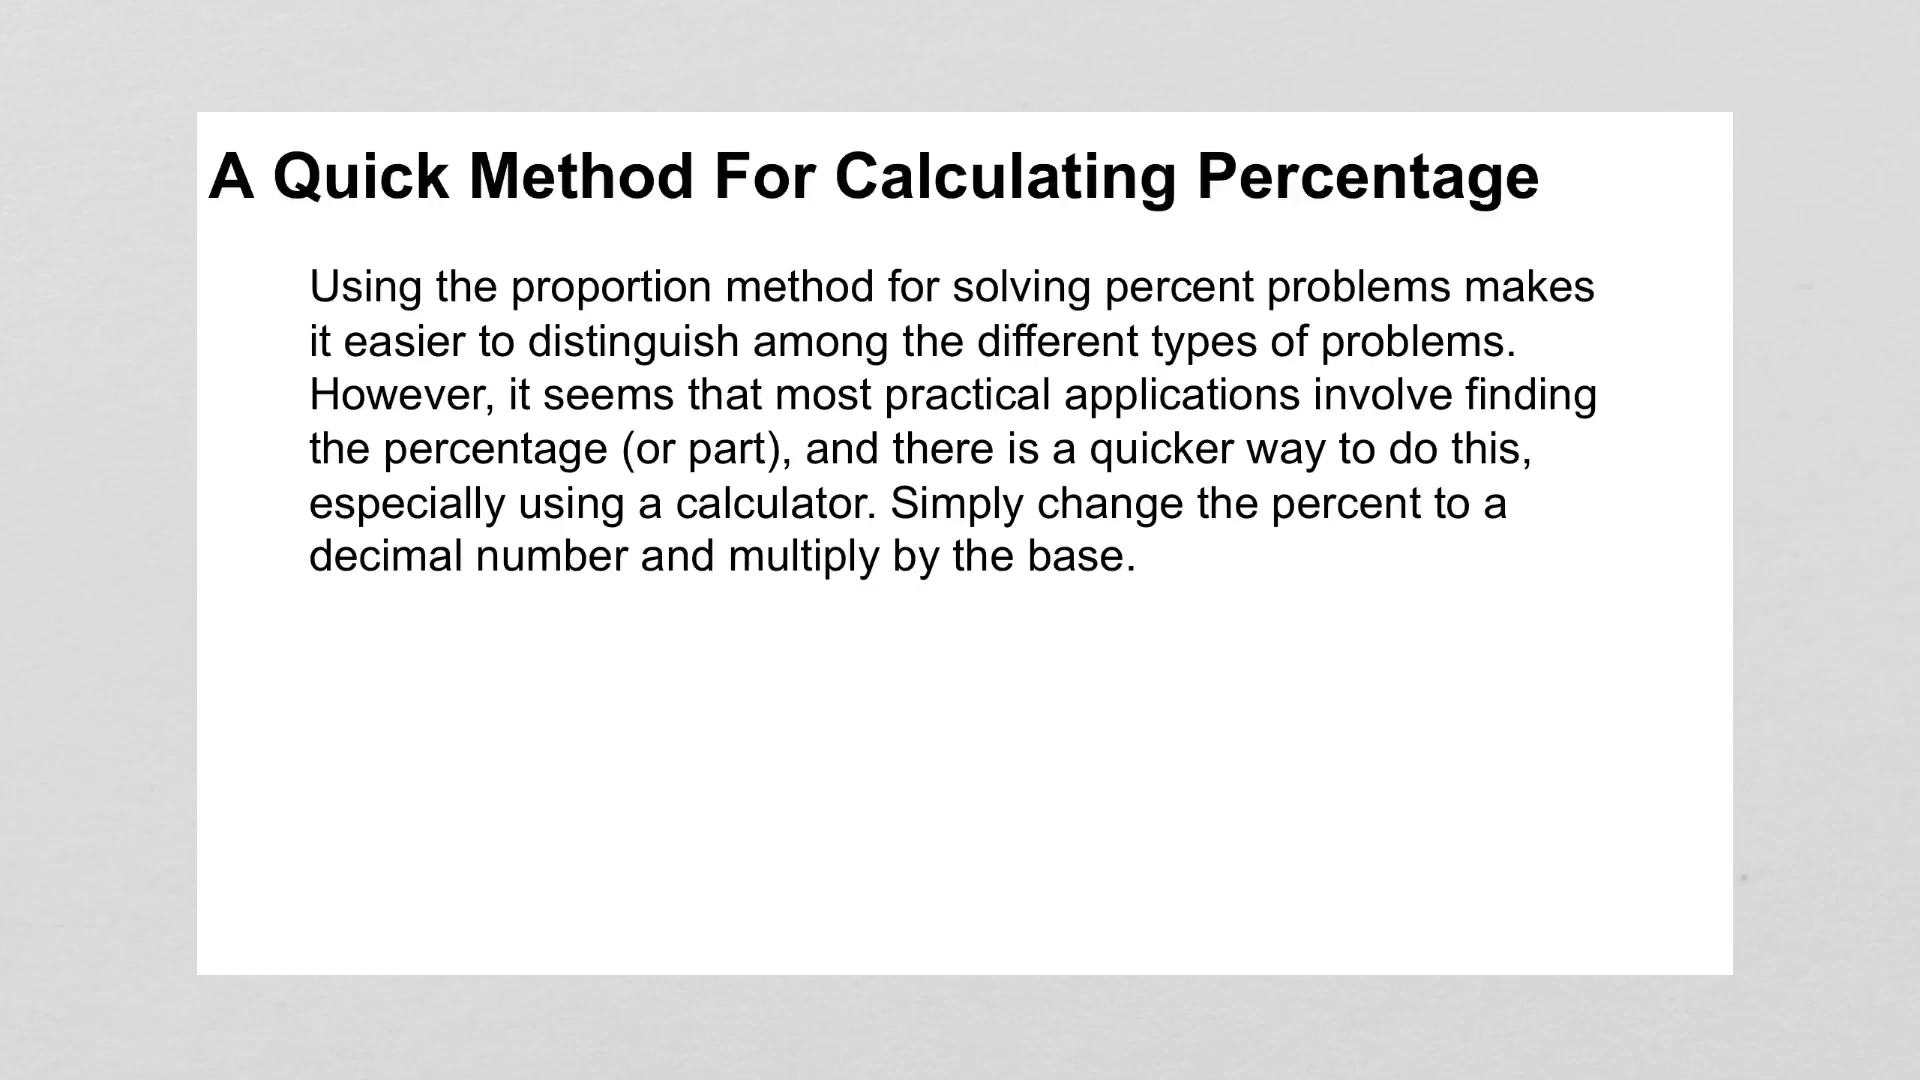 A Quick Method For Calculating Percentage
Using the proportion method for solving percent problems makes
it easier to distinguish among the different types of problems.
However, it seems that most practical applications involve finding
the percentage (or part), and there is a quicker way to do this,
especially using a calculator. Simply change the percent to a
decimal number and multiply by the base.